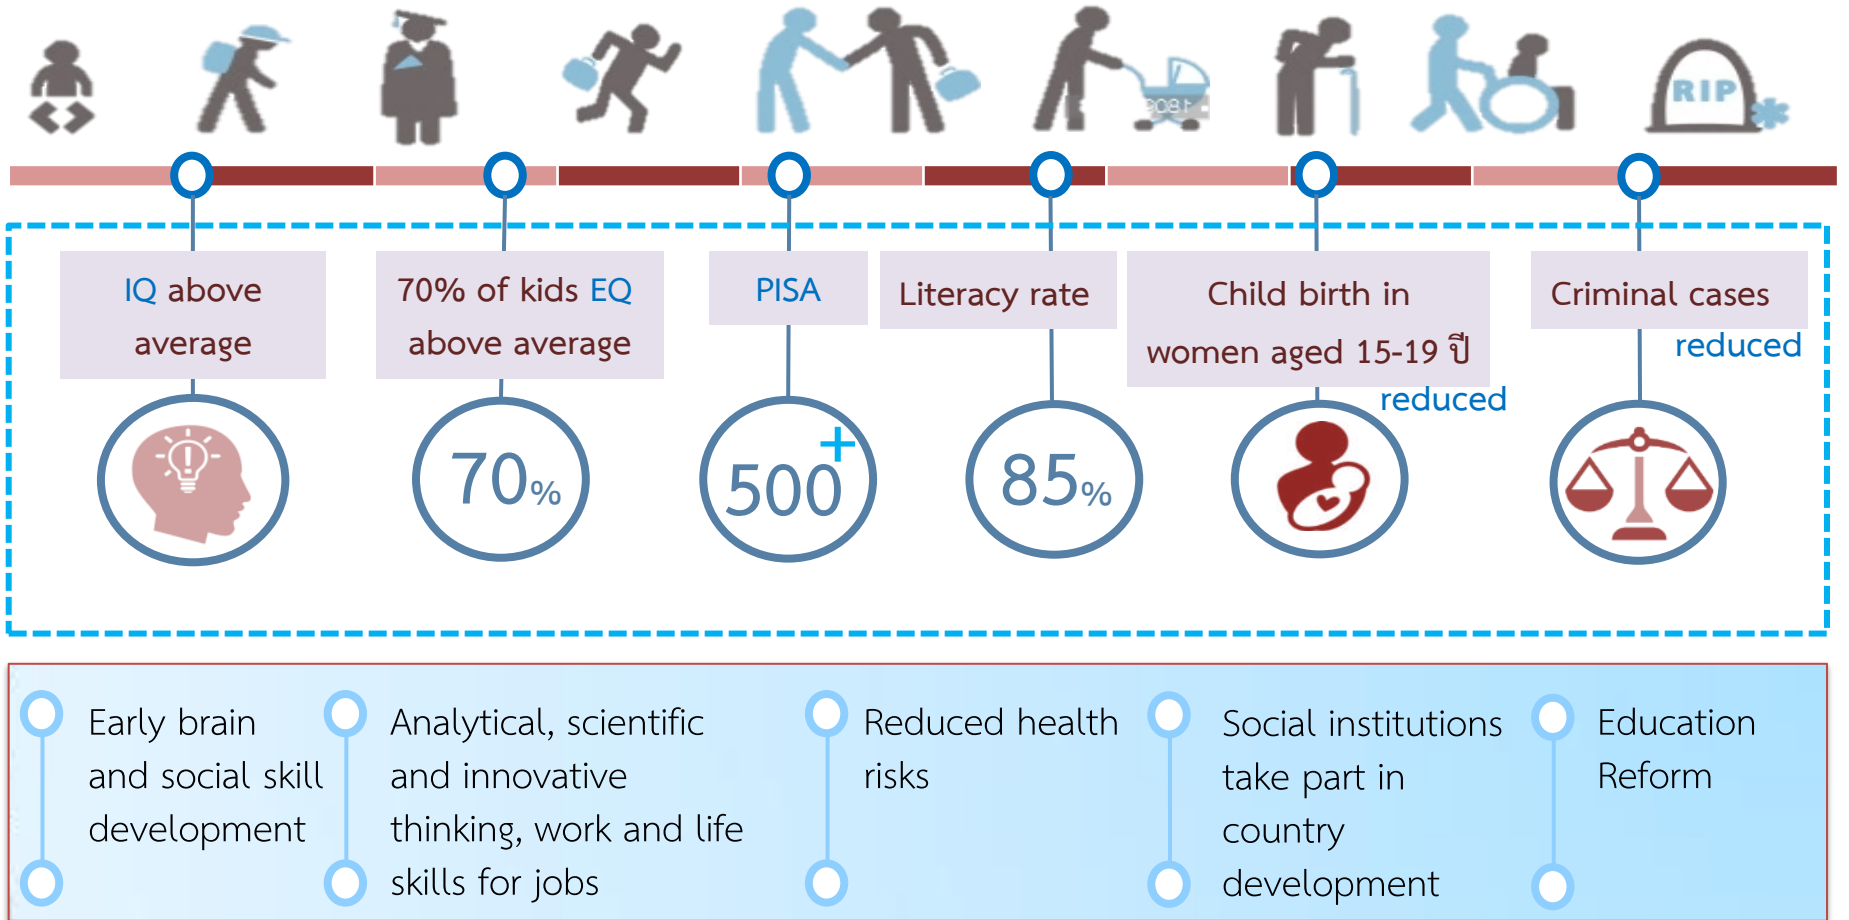 RIP
IQ above
average
70% of kids EQ
above average
PISA
Literacy rate
Child birth in
women aged 15-19 ปี
reduced
Criminal cases
reduced
70%
500+
85%
Early brain
and social skill
development
Analytical, scientific
and innovative
thinking, work and life
skills for jobs
Reduced health
risks
Social institutions
take part in
country
development
Education
Reform